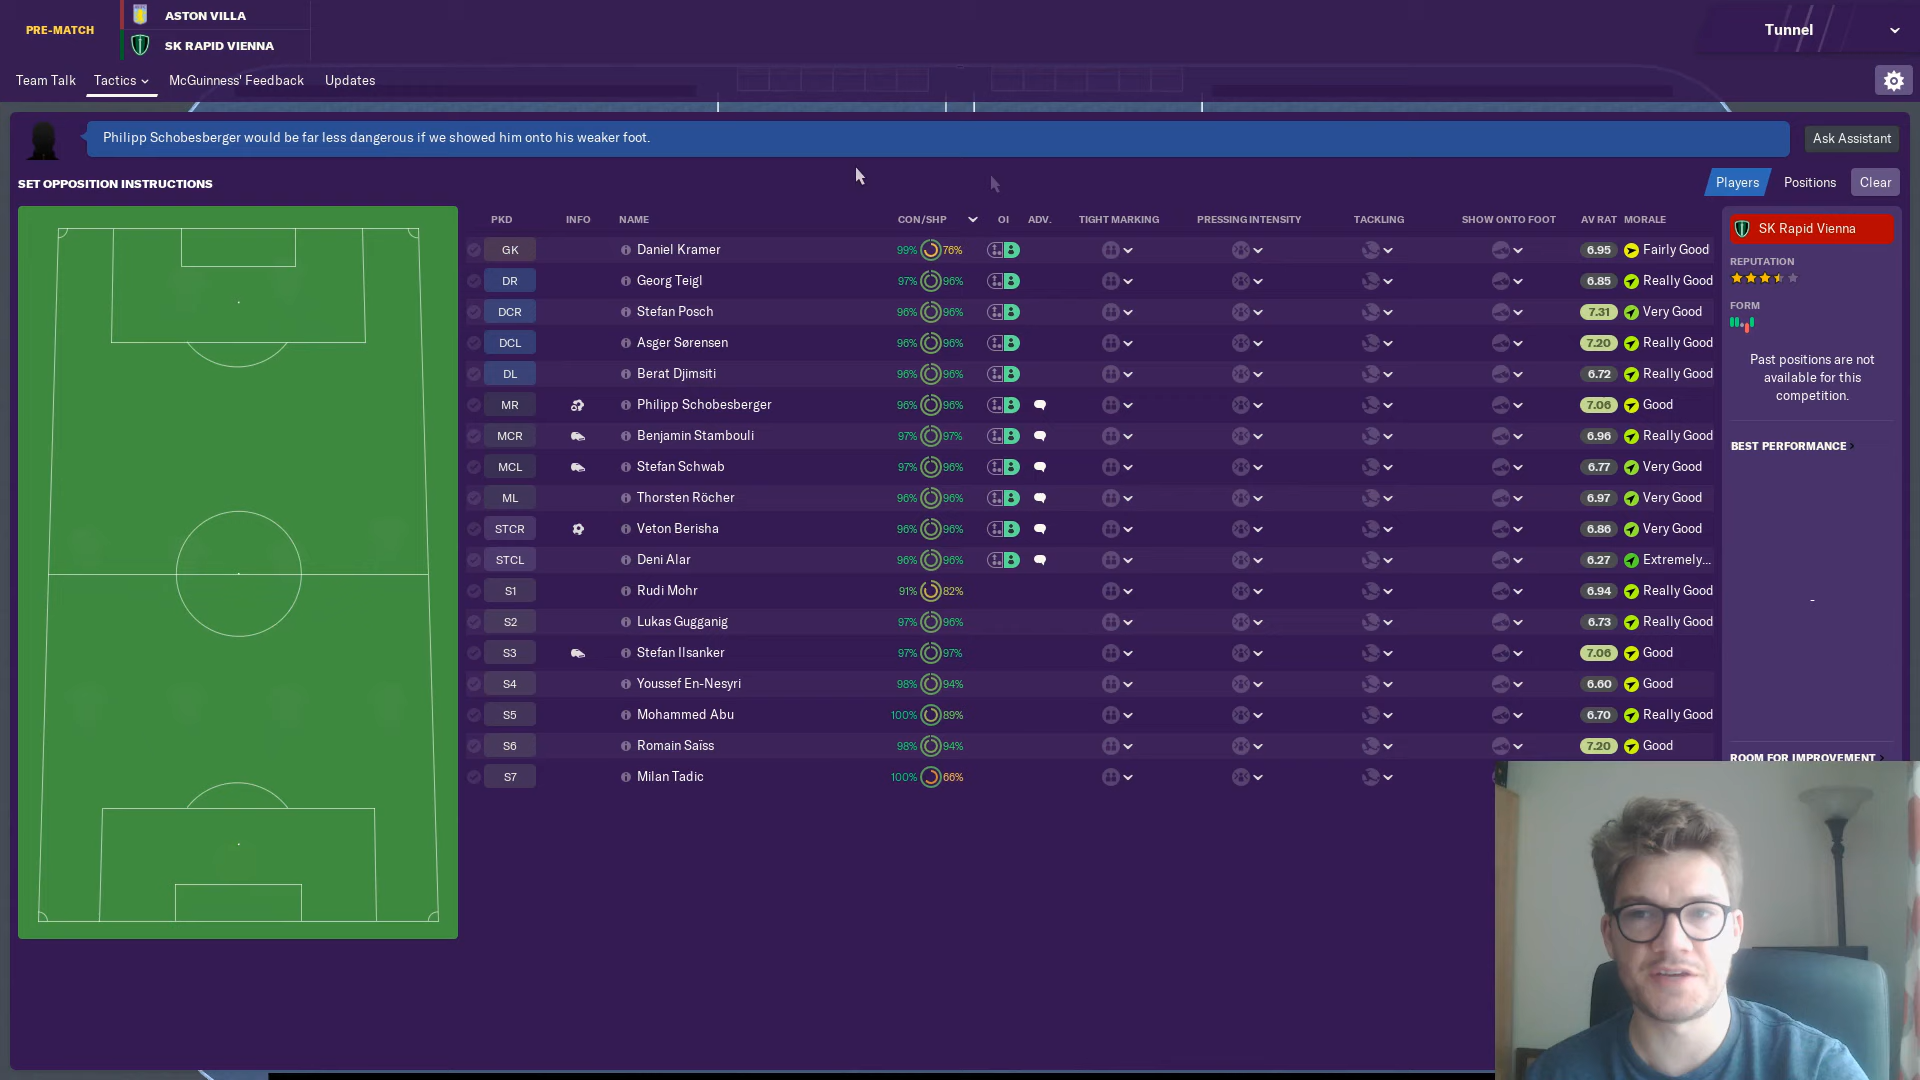 PRE-MATCH
ASTON VILLA
SK RAPID VIENNA
Tunnel
Team Talk Tactics McGuinness' Feedback Updates
Philipp Schobesberger would be far less dangerous if we showed him onto his weaker foot.
Ask Assistant
SET OPPOSITION INSTRUCTIONS
Players Positions Clear
PKD INFO NAME CON/SHP OI ADV. TIGHT MARKING PRESSING INTENSITY TACKLING SHOW ONTO FOOT AV RAT MORALE
GK Daniel Kramer 99% 76% 6.95 Fairly Good
DR Georg Teigl 97% 96% 6.85 Really Good
DCR Stefan Posch 96% 96% 7.31 Very Good
DCL Asger Sørensen 96% 96% 7.20 Really Good
DL Berat Djimsiti 96% 96% 6.72 Really Good
MR Philipp Schobesberger 96% 96% 7.06 Good
MCR Benjamin Stambouli 97% 97% 6.96 Really Good
MCL Stefan Schwab 97% 96% 6.77 Very Good
ML Thorsten Röcher 96% 96% 6.97 Very Good
STCR Veton Berisha 96% 96% 6.86 Very Good
STCL Deni Alar 96% 96% 6.27 Extremely...
S1 Rudi Mohr 91% 82% 6.94 Really Good
S2 Lukas Gugganig 97% 96% 6.73 Really Good
S3 Stefan Ilsanker 97% 97% 7.06 Good
S4 Youssef En-Nesyri 98% 94% 6.60 Good
S5 Mohammed Abu 100% 89% 6.70 Really Good
S6 Romain Saïss 98% 94% 7.20 Good
S7 Milan Tadic 100% 66%
SK Rapid Vienna
REPUTATION
FORM
Past positions are not
available for this
competition.
BEST PERFORMANCE >
-
ROOM FOR IMPROVEMENT >